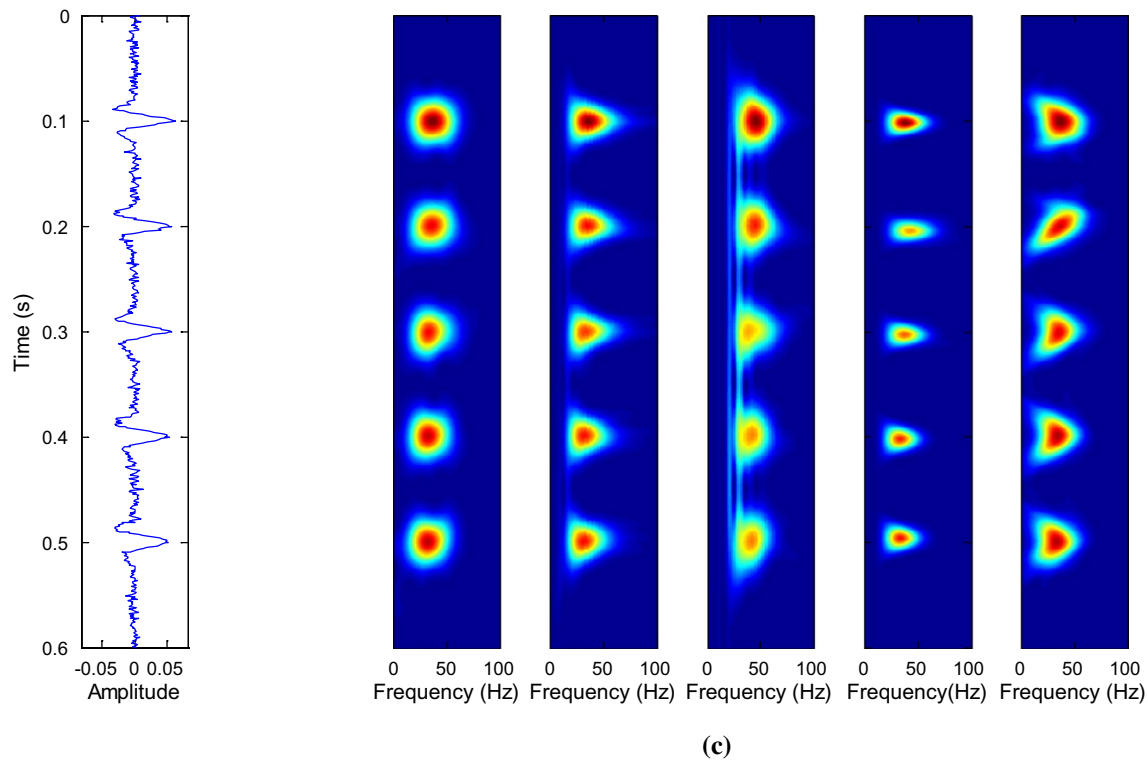 0
0.1
0.2
0.3
0.4
0.5
0.6
Time (s)
-0.05 0 0.05
Amplitude
0 50 100
Frequency (Hz)
0 50 100
Frequency (Hz)
0 50 100
Frequency (Hz)
0 50 100
Frequency(Hz)
0 50 100
Frequency (Hz)
(c)